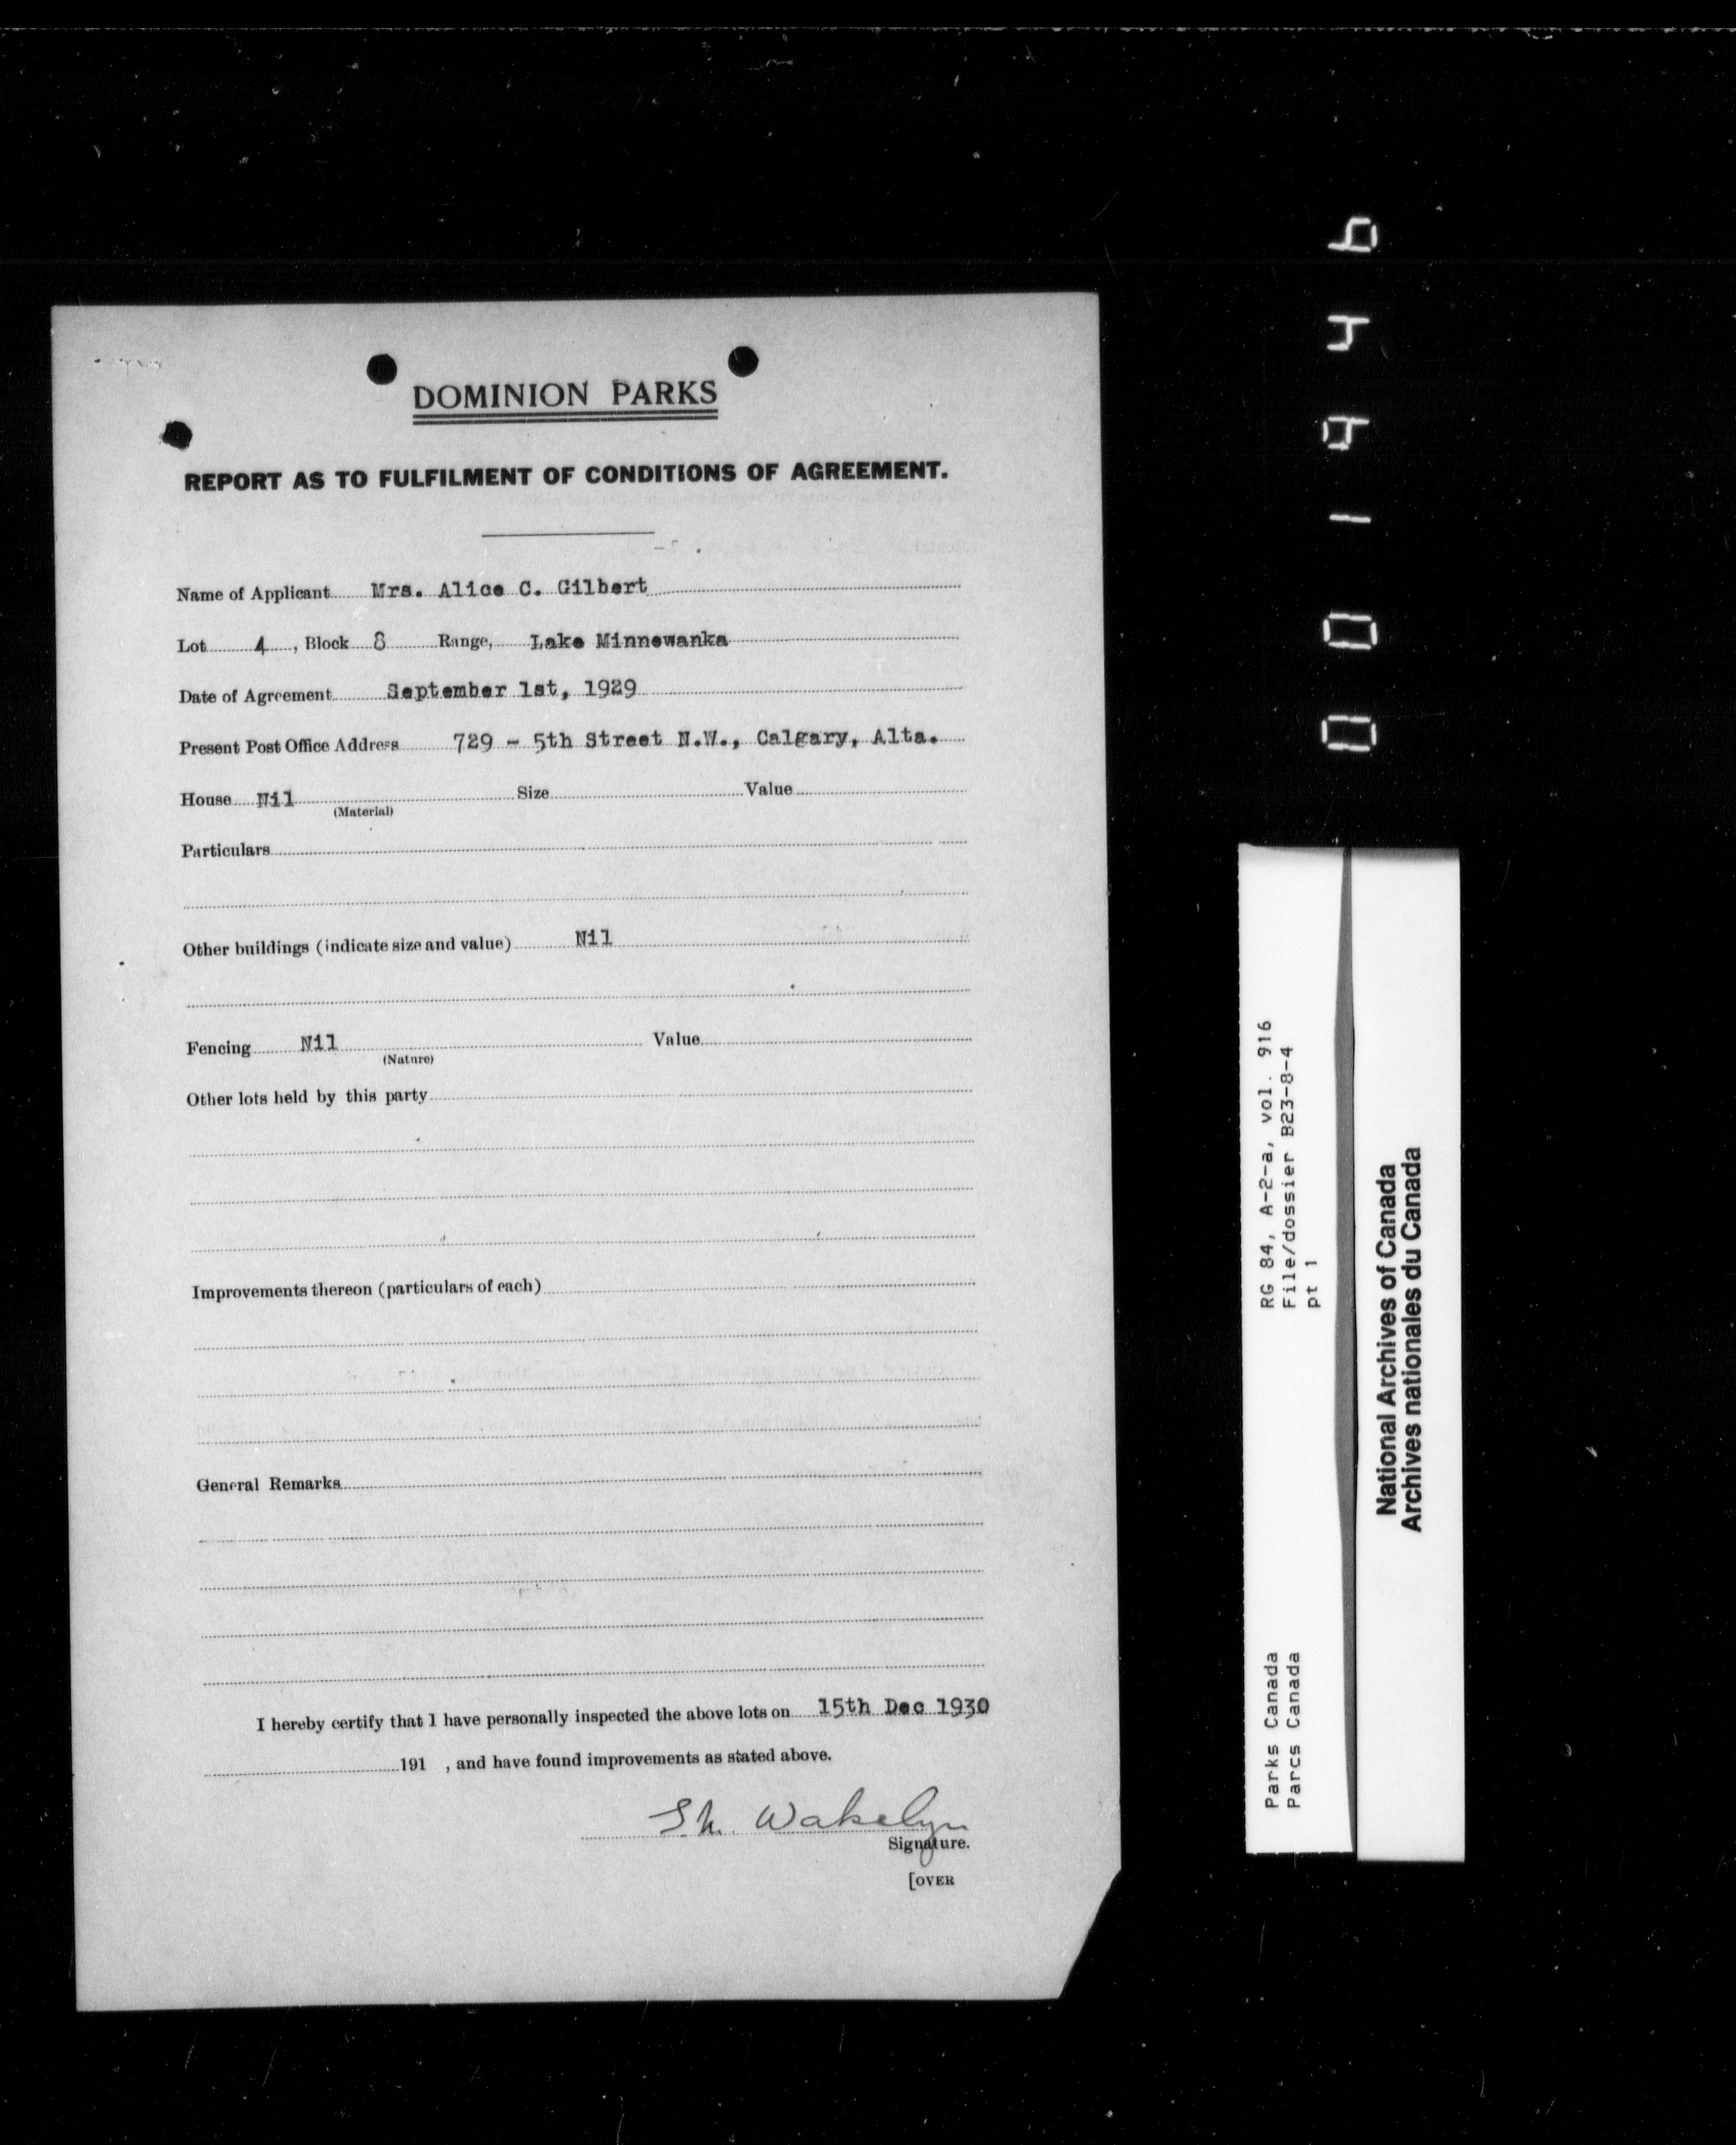 DOMINION PARKS
REPORT AS TO FULFILMENT OF CONDITIONS OF AGREEMENT.
Name of Applicant Mrs. Alice C. Gilbert
Lot 4, Block 8 Range, Lake Minnewanka
Date of Agreement September 1st, 1929
Present Post Office Address 729 - 5th Street N.W., Calgary, Alta.
House Nil Size Value
(Material)
Particulars
Other buildings (indicate size and value) Nil
Fencing Nil Value
(Nature)
Other lots held by this party
Improvements thereon (particulars of each)
General Remarks
I hereby certify that I have personally inspected the above lots on 15th Dec 1930
191 , and have found improvements as stated above.
Wakelyn
Signature.
[OVER
RG 84, A-2-a, vol. 916
File/dossier B23-8-4
pt 1
Parks Canada
Parcs Canada
National Archives of Canada
Archives nationales du Canada